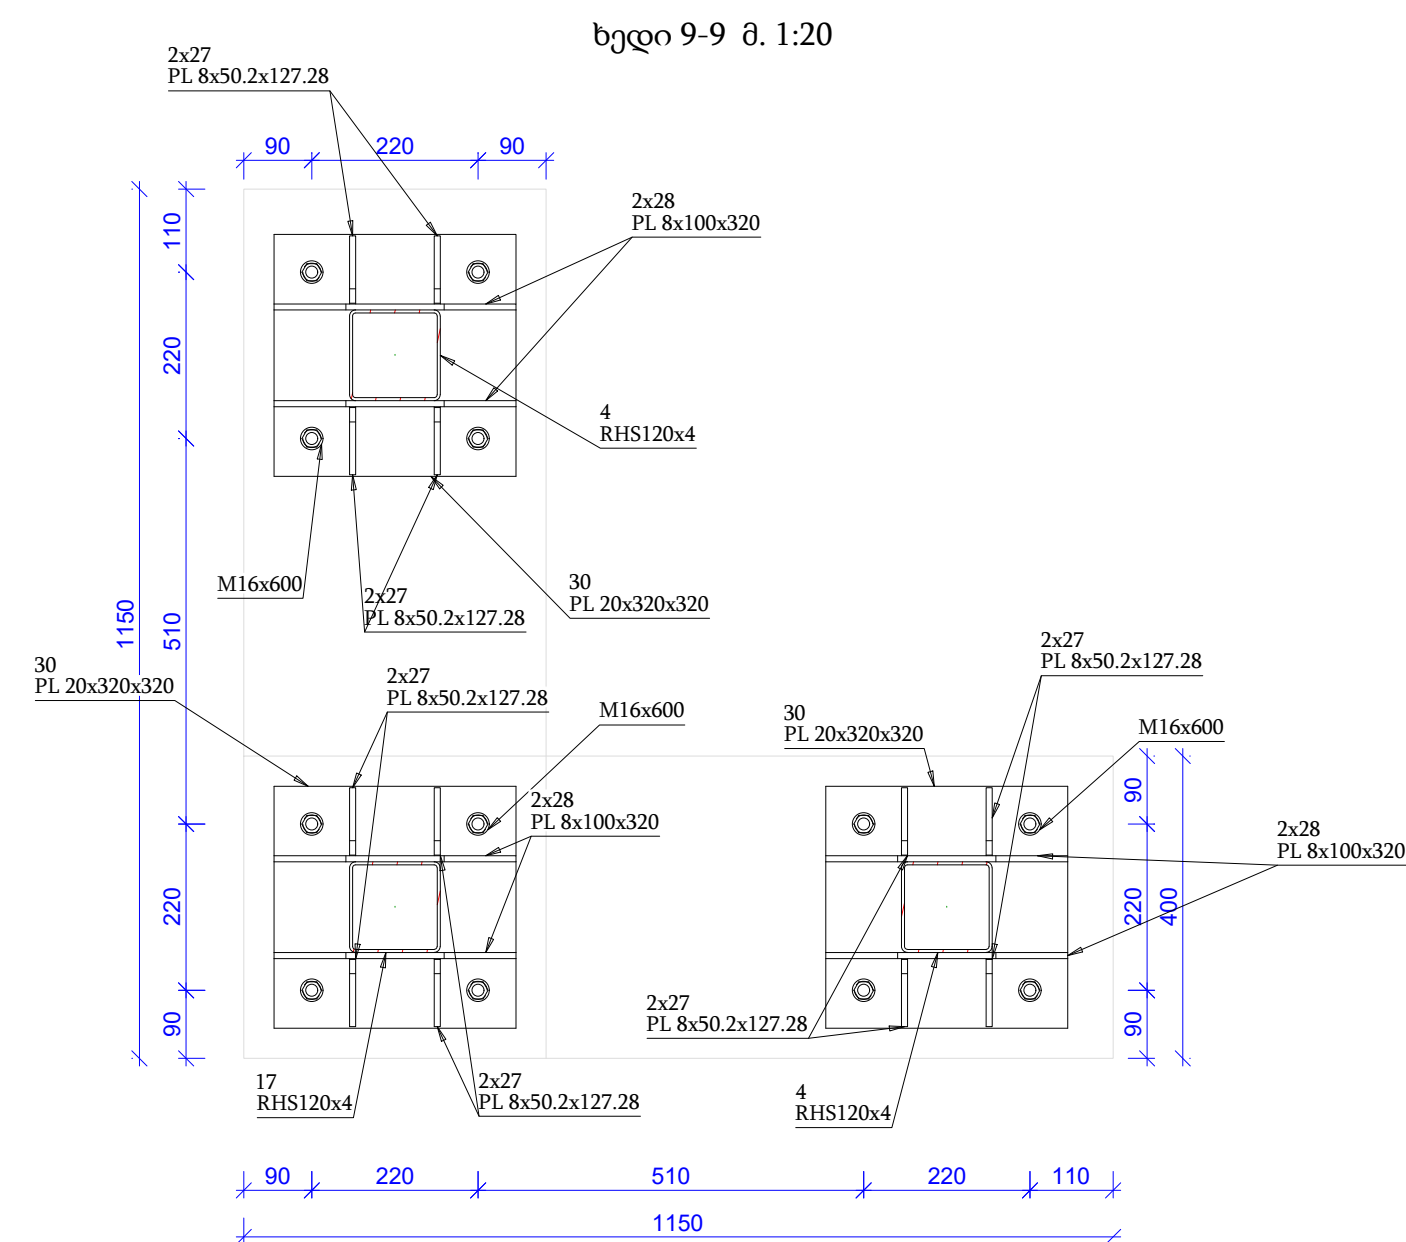 ხედი 9-9 მ. 1:20
2x27
PL 8x50.2x127.28
90
220
90
2x28
PL 8x100x320
110
220
4
RHS120x4
M16x600
2x27
PL 8x50.2x127.28
30
PL 20x320x320
1150
510
30
PL 20x320x320
2x27
PL 8x50.2x127.28
M16x600
2x27
PL 8x50.2x127.28
30
PL 20x320x320
M16x600
2x28
PL 8x100x320
90
2x28
PL 8x100x320
220
220
400
90
2x27
PL 8x50.2x127.28
90
17
RHS120x4
2x27
PL 8x50.2x127.28
4
RHS120x4
90
220
510
220
110
1150